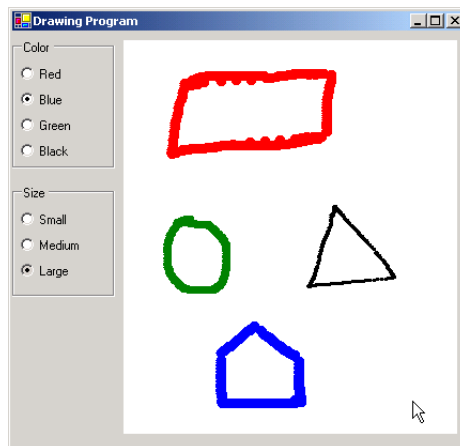 Drawing Program
Color
Red
Blue
Green
Black
Size
Small
Medium
Large